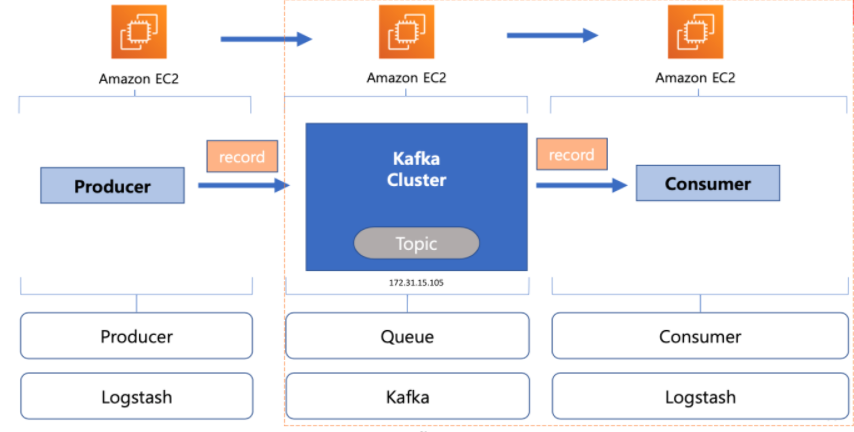 Amazon EC2
Amazon EC2
Amazon EC2
record
Producer
Kafka
Cluster
Topic
172.31.15.105
record
Consumer
Producer
Queue
Consumer
Logstash
Kafka
Logstash